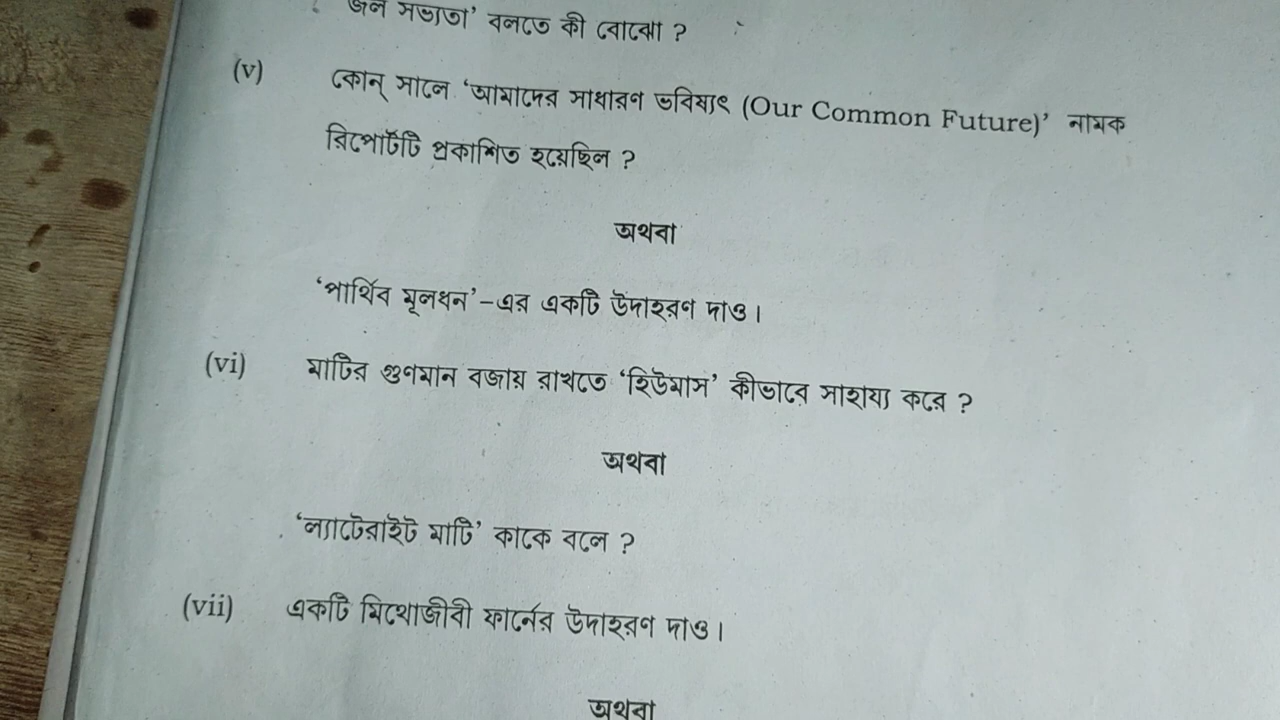 জল সভ্যতা’ বলতে কী বোঝো ?
(v) কোন্ সালে ‘আমাদের সাধারণ ভবিষ্যৎ (Our Common Future)’ নামক
রিপোর্টটি প্রকাশিত হয়েছিল ?
অথবা
‘পার্থিব মূলধন’–এর একটি উদাহরণ দাও।
(vi) মাটির গুণমান বজায় রাখতে ‘হিউমাস’ কীভাবে সাহায্য করে ?
অথবা
‘ল্যাটেরাইট মাটি’ কাকে বলে ?
(vii) একটি মিথোজীবী ফার্নের উদাহরণ দাও।
অথবা